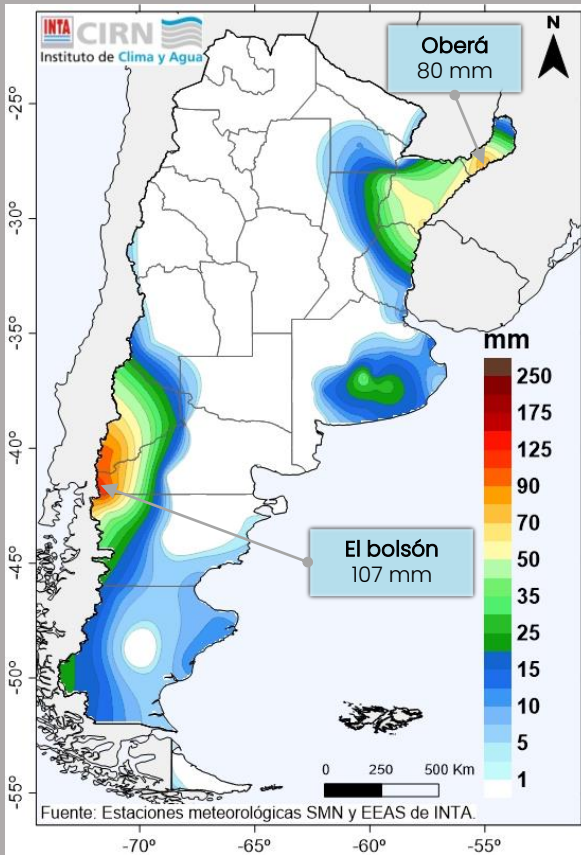 INTA CIRN
Instituto de Clima y Agua
Oberá
80 mm
N
-25°
-30°
-35°
-40°
-45°
-50°
-55°
mm
250
175
125
90
70
50
35
25
15
10
5
1
El bolsón
107 mm
0 250 500 Km
Fuente: Estaciones meteorológicas SMN y EEAS de INTA.
-70° -65° -60° -55°